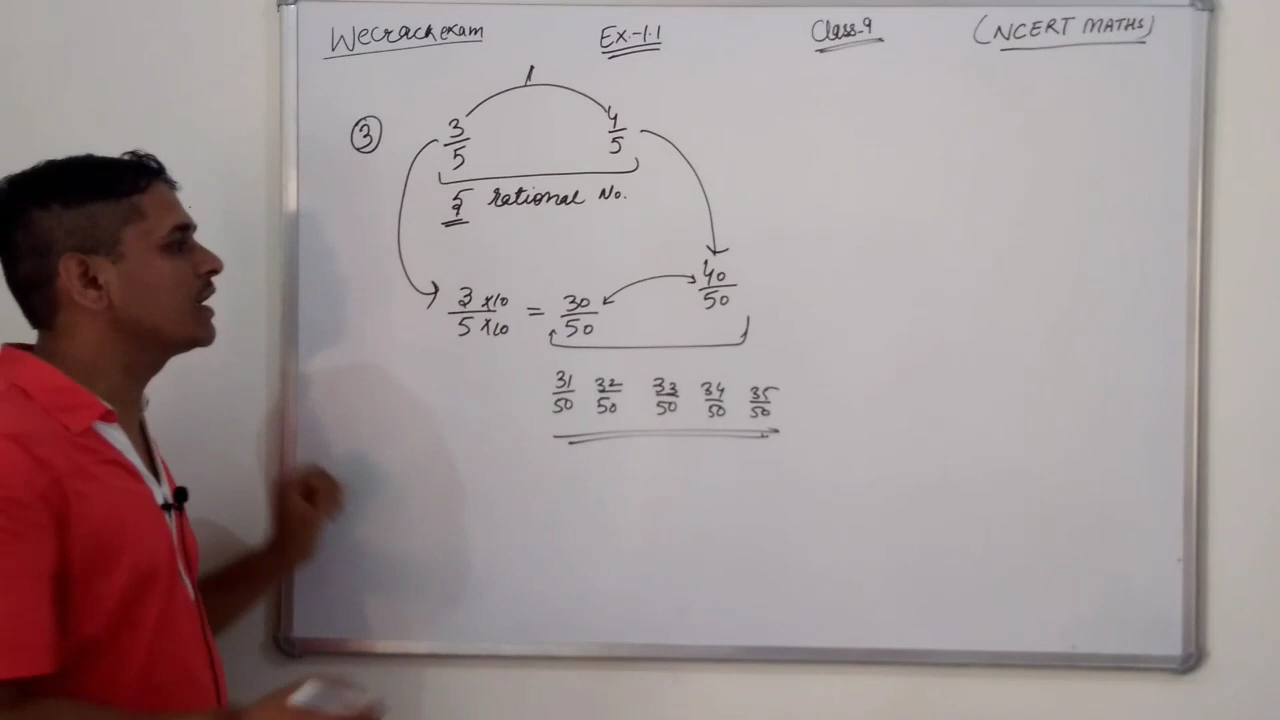 Wecrackexam Ex.-1.1 Class-9 (NCERT MATHS)
1
③ 3/5 4/5
5 rational No.
3×10/5×10 = 30/50 40/50
31/50 32/50 33/50 34/50 35/50